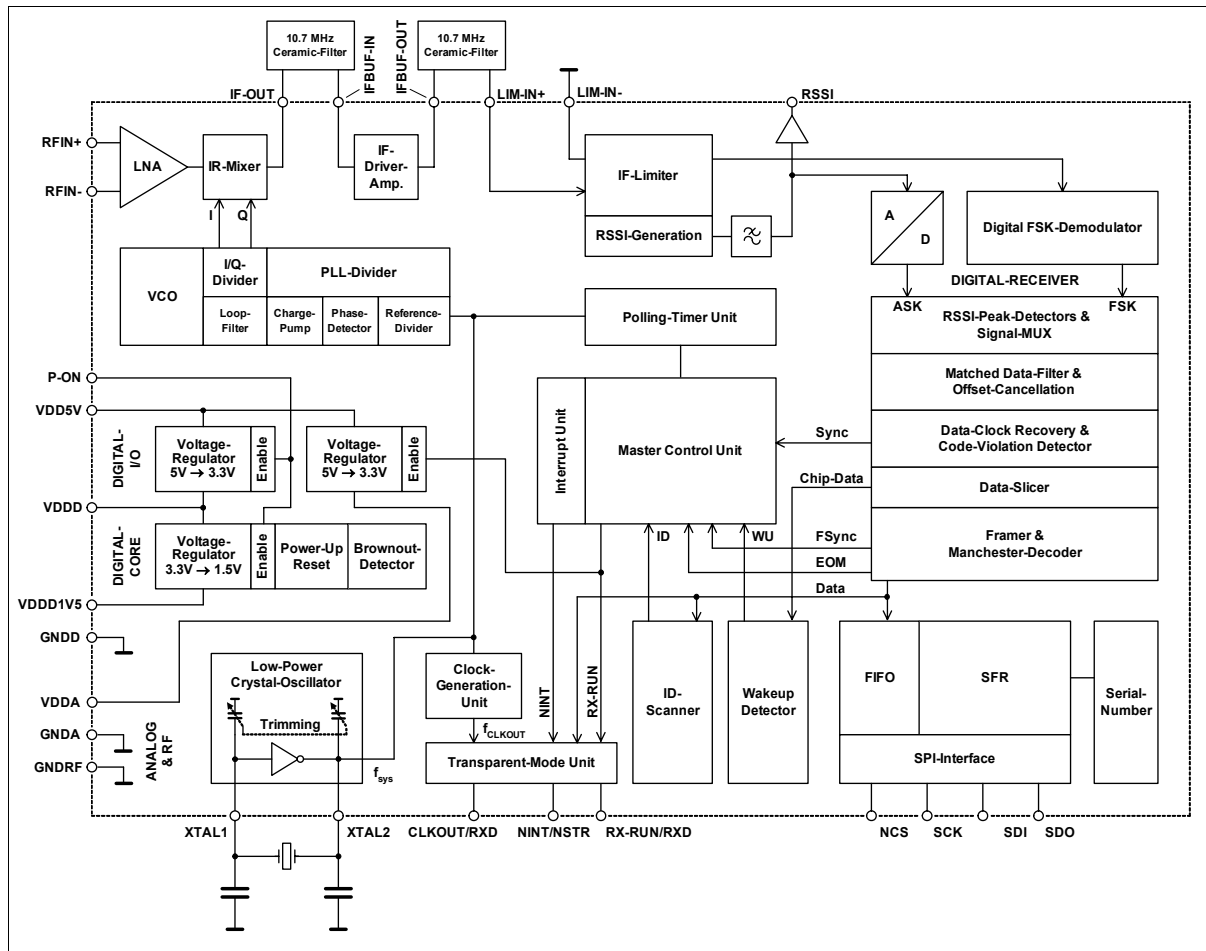 10.7 MHz
Ceramic-Filter
IFBUF-IN
IFBUF-OUT
10.7 MHz
Ceramic-Filter
IF-OUT
LIM-IN+
LIM-IN-
RSSI
RFIN+
RFIN-
LNA
IR-Mixer
IF-
Driver-
Amp.
IF-Limiter
RSSI-Generation
A
D
Digital FSK-Demodulator
I
Q
VCO
I/Q-
Divider
PLL-Divider
Loop-
Filter
Charge-
Pump
Phase-
Detector
Reference-
Divider
DIGITAL-RECEIVER
ASK
FSK
RSSI-Peak-Detectors &
Signal-MUX
Matched Data-Filter &
Offset-Cancellation
Data-Clock Recovery &
Code-Violation Detector
Data-Slicer
Framer &
Manchester-Decoder
Polling-Timer Unit
Interrupt Unit
Master Control Unit
Sync
Chip-Data
FSync
EOM
Data
ID
WU
P-ON
VDD5V
DIGITAL-
I/O
Voltage-
Regulator
5V → 3.3V
Enable
Voltage-
Regulator
5V → 3.3V
Enable
VDDD
DIGITAL-
CORE
Voltage-
Regulator
3.3V → 1.5V
Enable
Power-Up
Reset
Brownout-
Detector
VDDD1V5
GNDD
VDDA
GNDA
GNDRF
ANALOG
& RF
Low-Power
Crystal-Oscillator
Trimming
fsys
Clock-
Generation-
Unit
fCLKOUT
NINT
RX-RUN
Transparent-Mode Unit
ID-
Scanner
Wakeup
Detector
FIFO
SFR
SPI-Interface
Serial-
Number
XTAL1
XTAL2
CLKOUT/RXD
NINT/NSTR
RX-RUN/RXD
NCS
SCK
SDI
SDO